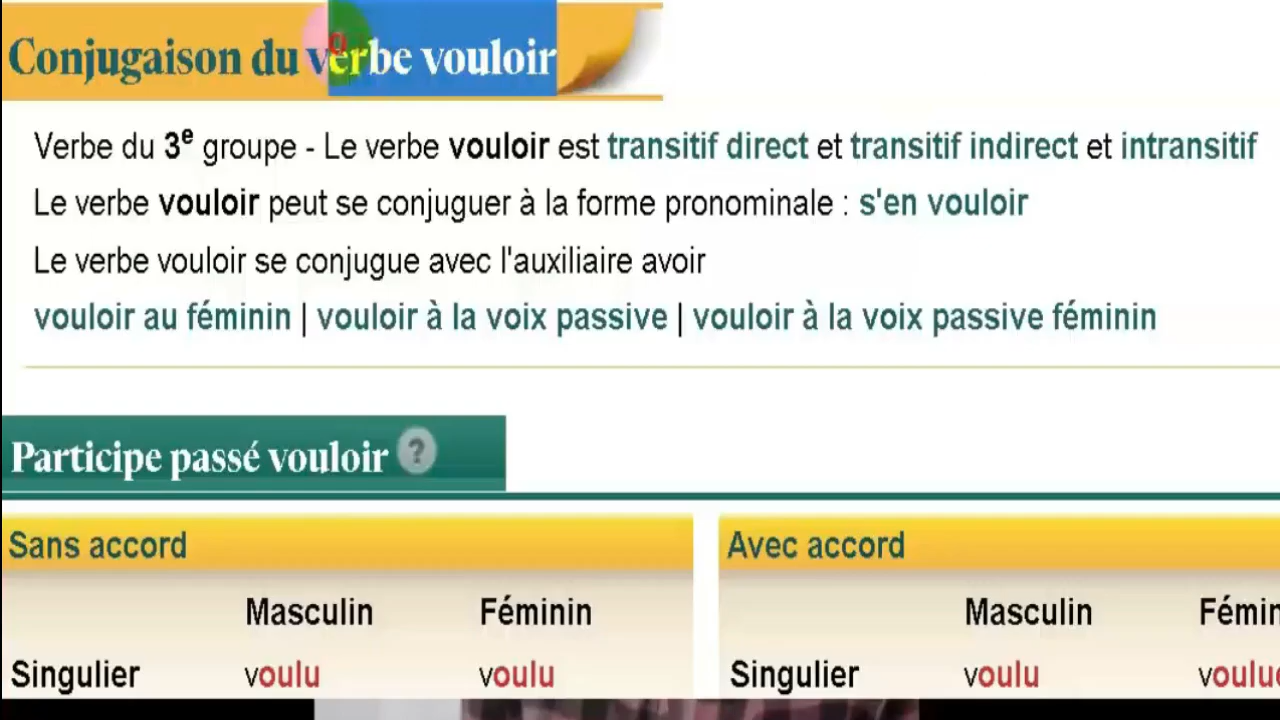 Conjugaison du verbe vouloir
Verbe du 3e groupe - Le verbe vouloir est transitif direct et transitif indirect et intransitif
Le verbe vouloir peut se conjuguer à la forme pronominale : s'en vouloir
Le verbe vouloir se conjugue avec l'auxiliaire avoir
vouloir au féminin | vouloir à la voix passive | vouloir à la voix passive féminin
Participe passé vouloir ?
Sans accord
Avec accord
Masculin Féminin
Masculin
Singulier voulu voulu
Singulier voulu